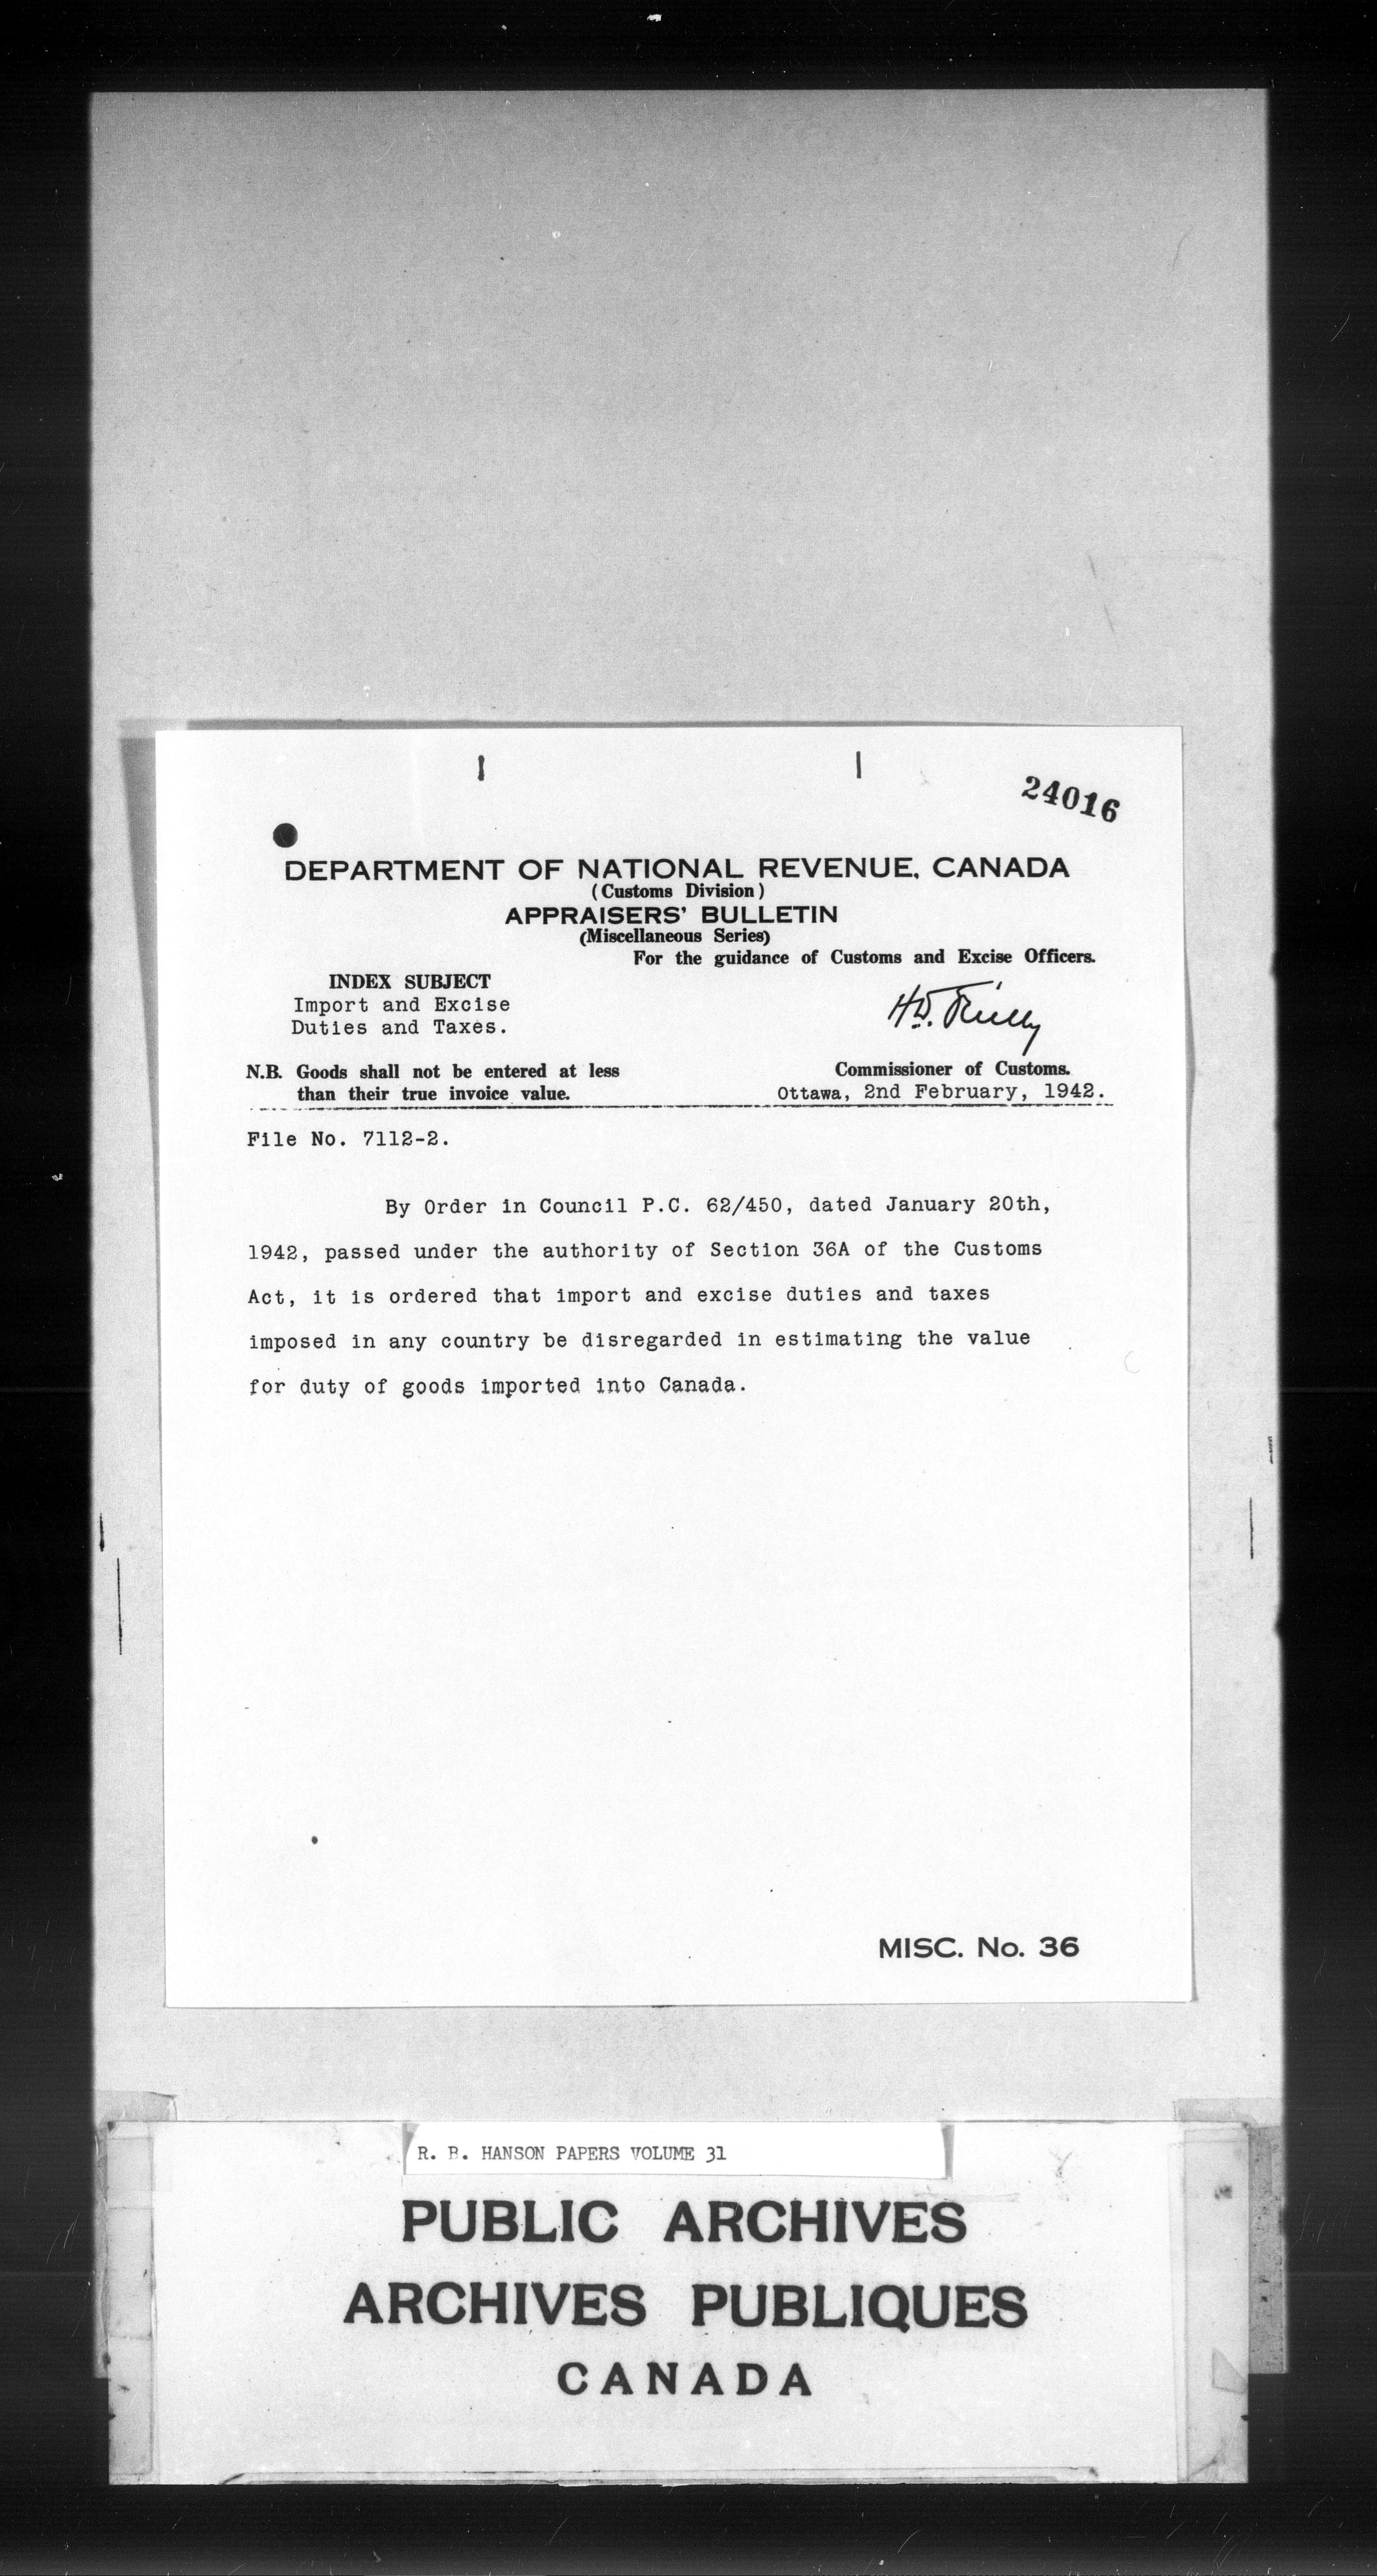 24016
DEPARTMENT OF NATIONAL REVENUE, CANADA
(Customs Division)
APPRAISERS' BULLETIN
(Miscellaneous Series)
For the guidance of Customs and Excise Officers.
INDEX SUBJECT
Import and Excise
Duties and Taxes.
N.B. Goods shall not be entered at less
than their true invoice value.
Commissioner of Customs.
Ottawa, 2nd February, 1942.
File No. 7112-2.
By Order in Council P.C. 62/450, dated January 20th,
1942, passed under the authority of Section 36A of the Customs
Act, it is ordered that import and excise duties and taxes
imposed in any country be disregarded in estimating the value
for duty of goods imported into Canada.
MISC. No. 36
R. B. HANSON PAPERS VOLUME 31
PUBLIC ARCHIVES
ARCHIVES PUBLIQUES
CANADA